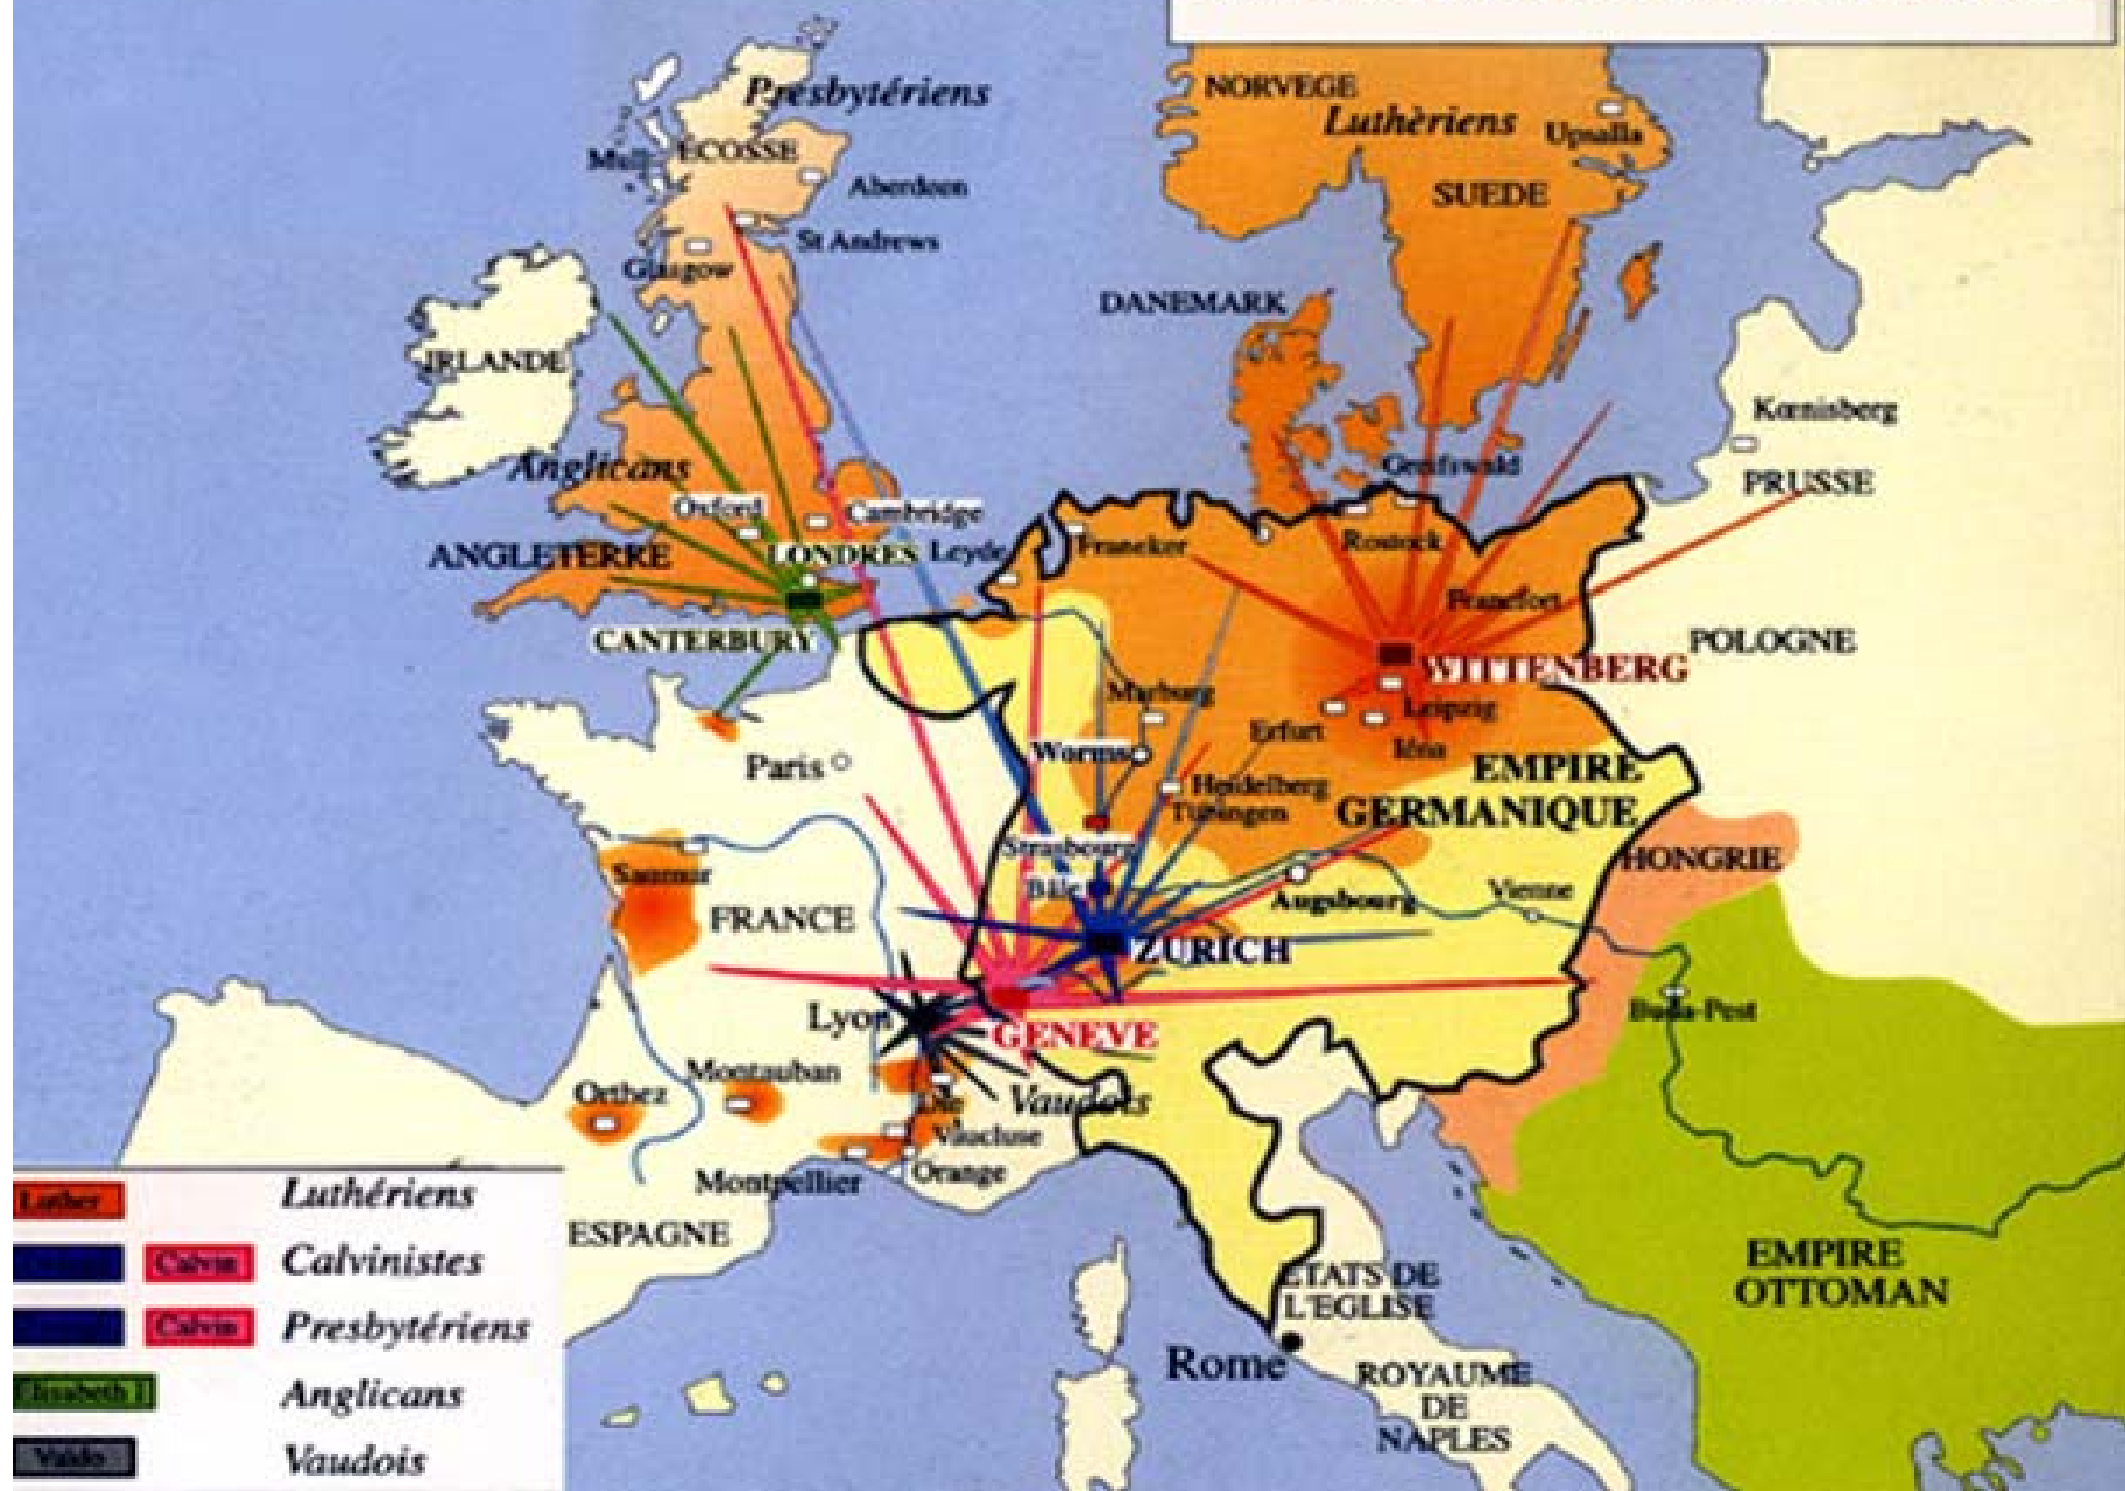 Presbytériens
NORVEGE
Luthèriens
Upsalla
Mull
ECOSSE
Aberdeen
SUEDE
St Andrews
Glasgow
DANEMARK
IRLANDE
Kœnisberg
Anglicans
Greifswald
PRUSSE
Oxford
Cambridge
ANGLETERRE
LONDRES
Leyde
Franeker
Rostock
Francfort
CANTERBURY
POLOGNE
WITTENBERG
Marburg
Leipzig
Erfurt
Iéna
Worms
Paris
EMPIRE
GERMANIQUE
Heidelberg
Tübingen
Strasbourg
HONGRIE
Saumur
Bâle
Augsbourg
Vienne
FRANCE
ZURICH
Buda-Pest
Lyon
GENEVE
Montauban
Orthez
Die
Vaudois
Vaucluse
Orange
Montpellier
ESPAGNE
ETATS DE
L'EGLISE
EMPIRE
OTTOMAN
Rome
ROYAUME
DE
NAPLES
Luther Luthériens
Calvin Calvinistes
Calvin Presbytériens
Elisabeth I Anglicans
Valdo Vaudois